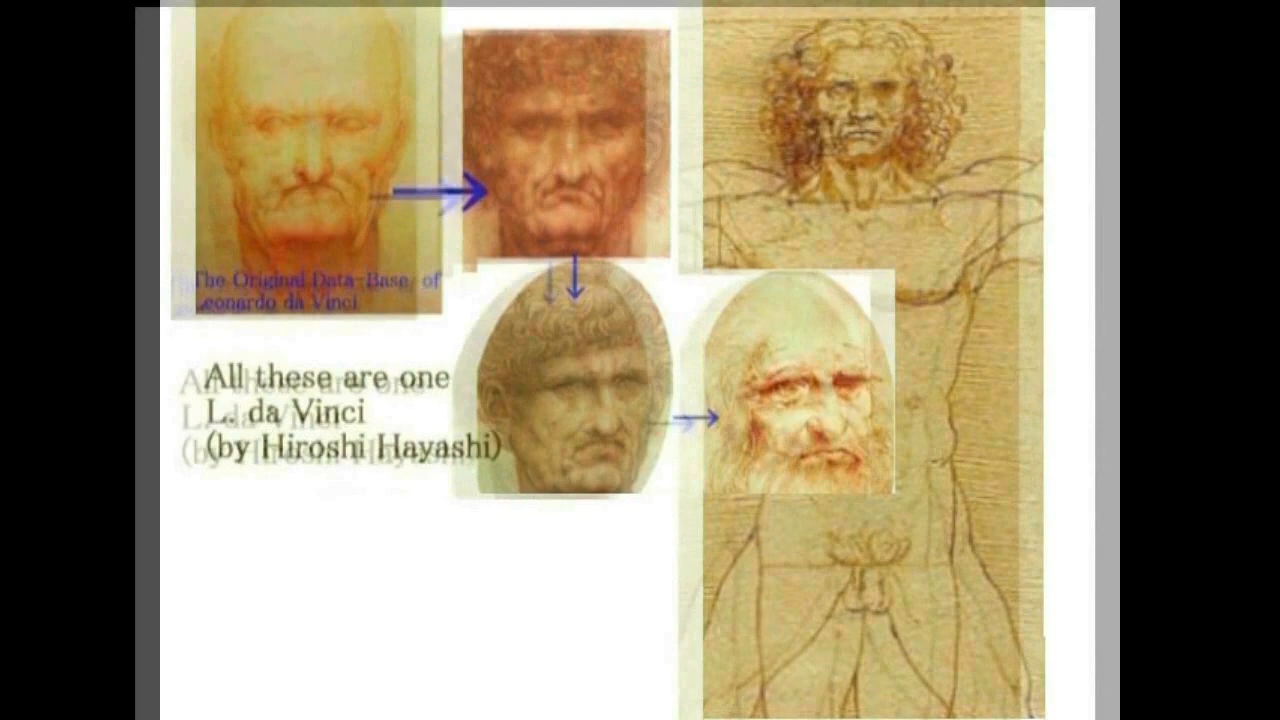 The Original Data-Base, of
Leonardo da Vinci
All these are one
L. da Vinci
(by Hiroshi Hayashi)